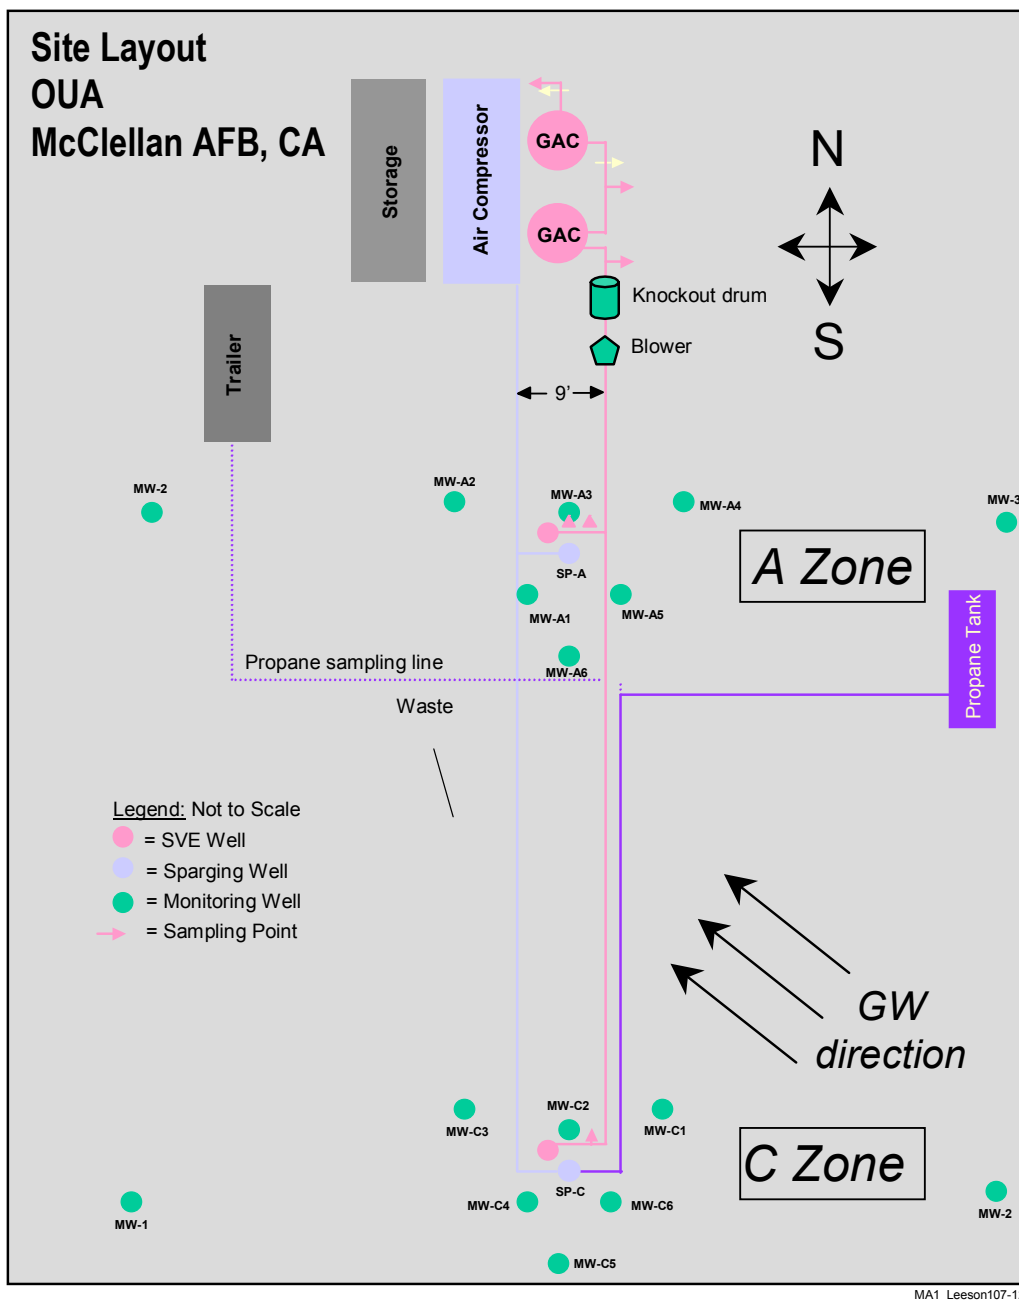 Site Layout
OUA
McClellan AFB, CA
Storage
Air Compressor
GAC
GAC
N
S
Knockout drum
Blower
Trailer
9’
MW-2
MW-A2
MW-A3
MW-A4
MW-3
SP-A
A Zone
MW-A1
MW-A5
Propane Tank
Propane sampling line
MW-A6
Waste
Legend: Not to Scale
= SVE Well
= Sparging Well
= Monitoring Well
= Sampling Point
GW
direction
MW-C3
MW-C2
MW-C1
C Zone
SP-C
MW-1
MW-C4
MW-C6
MW-2
MW-C5